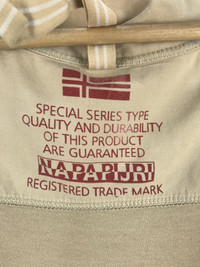 SPECIAL SERIES TYPE
QUALITY AND DURABILITY
OF THIS PRODUCT
ARE GUARANTEED
NAPAPIJRI
REGISTERED TRADE MARK